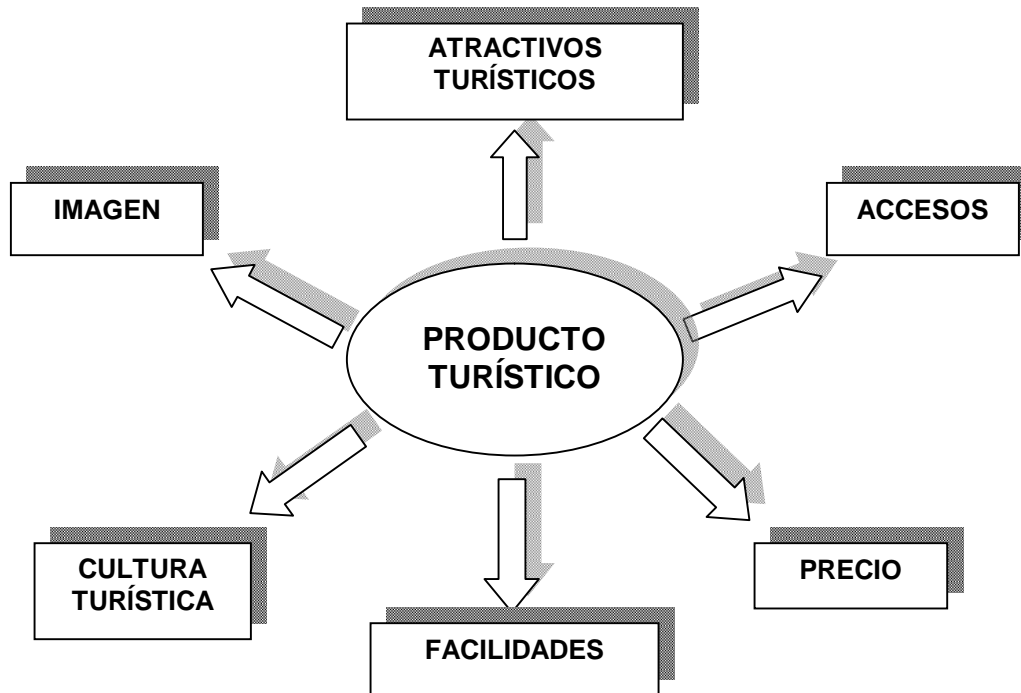 ATRACTIVOS
TURÍSTICOS
IMAGEN
ACCESOS
PRODUCTO
TURÍSTICO
CULTURA
TURÍSTICA
PRECIO
FACILIDADES